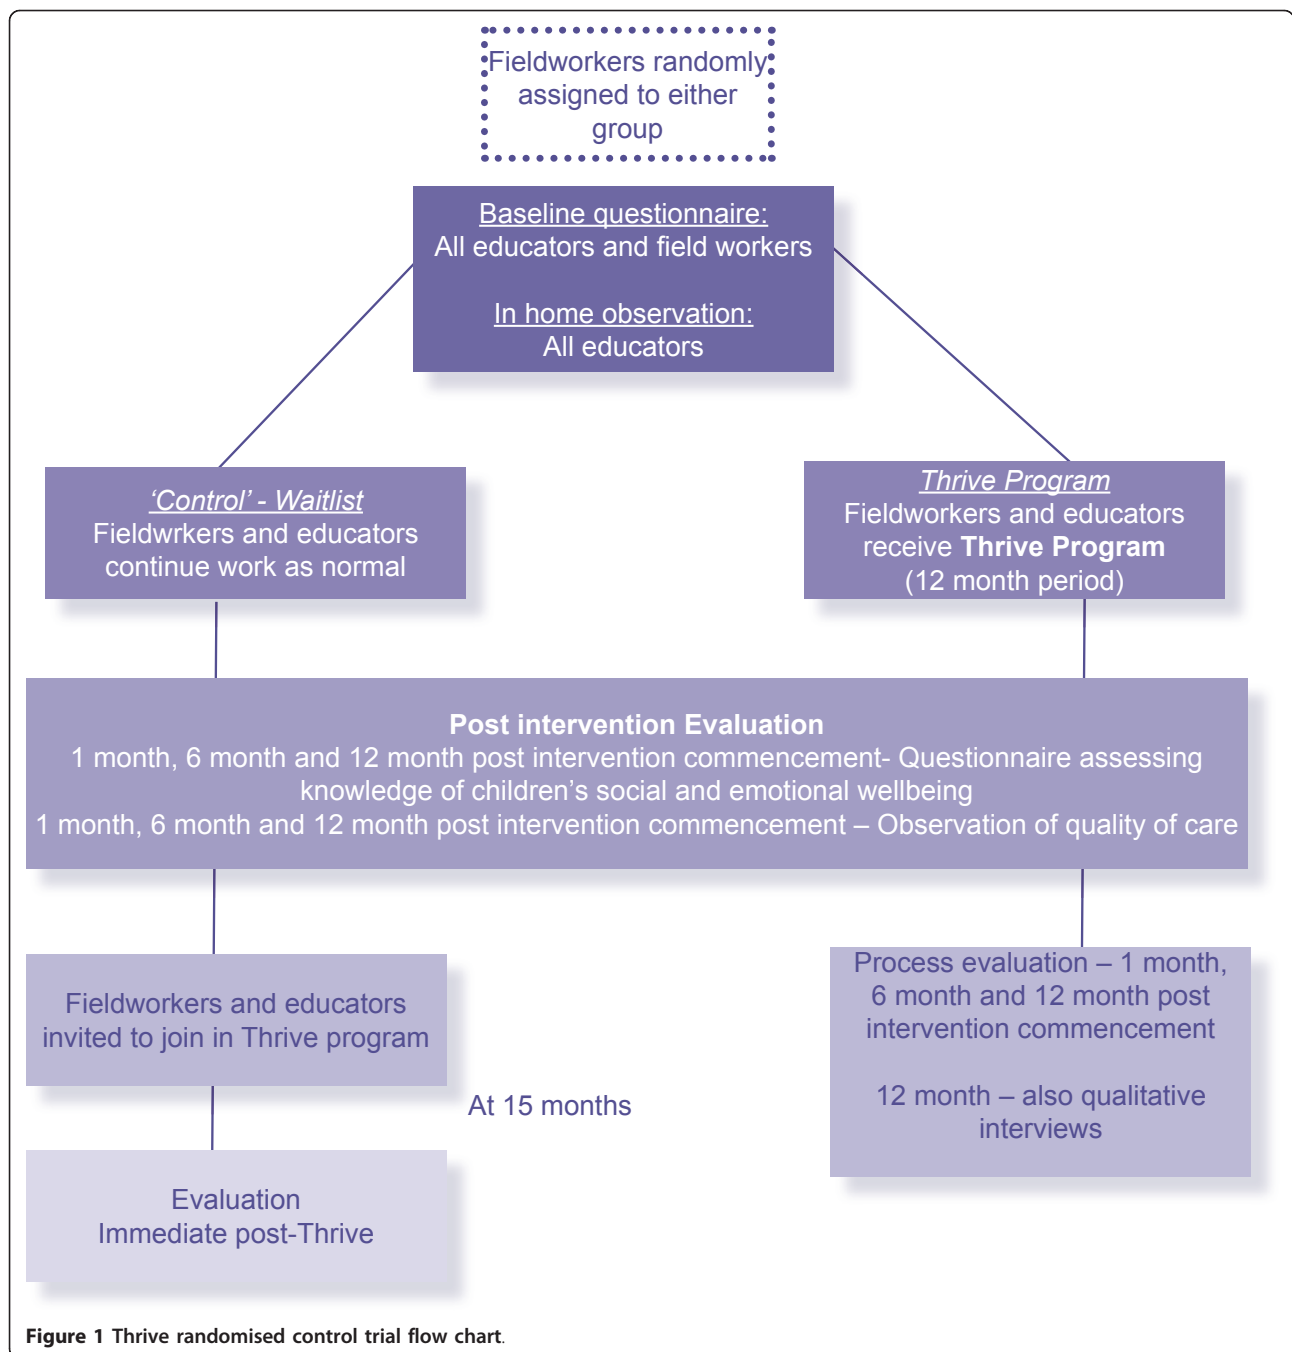 Fieldworkers randomly
assigned to either
group
Baseline questionnaire:
All educators and field workers
In home observation:
All educators
'Control' - Waitlist
Fieldwrkers and educators
continue work as normal
Thrive Program
Fieldworkers and educators
receive Thrive Program
(12 month period)
Post intervention Evaluation
1 month, 6 month and 12 month post intervention commencement- Questionnaire assessing
knowledge of children’s social and emotional wellbeing
1 month, 6 month and 12 month post intervention commencement – Observation of quality of care
Fieldworkers and educators
invited to join in Thrive program
Process evaluation – 1 month,
6 month and 12 month post
intervention commencement
12 month – also qualitative
interviews
At 15 months
Evaluation
Immediate post-Thrive
Figure 1 Thrive randomised control trial flow chart.